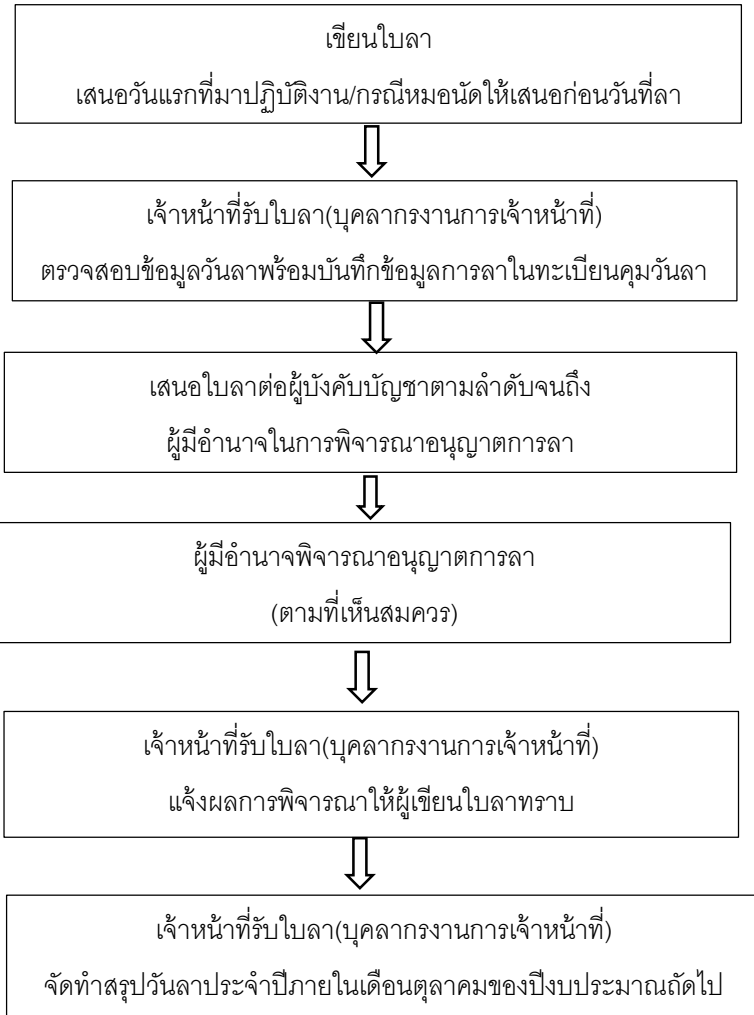 เขียนใบลา
เสนอวันแรกที่มาปฏิบัติงาน/กรณีหมอนัดให้เสนอก่อนวันที่ลา
เจ้าหน้าที่รับใบลา(บุคลากรงานการเจ้าหน้าที่)
ตรวจสอบข้อมูลวันลาพร้อมบันทึกข้อมูลการลาในทะเบียนคุมวันลา
เสนอใบลาต่อผู้บังคับบัญชาตามลำดับจนถึง
ผู้มีอำนาจในการพิจารณาอนุญาตการลา
ผู้มีอำนาจพิจารณาอนุญาตการลา
(ตามที่เห็นสมควร)
เจ้าหน้าที่รับใบลา(บุคลากรงานการเจ้าหน้าที่)
แจ้งผลการพิจารณาให้ผู้เขียนใบลาทราบ
เจ้าหน้าที่รับใบลา(บุคลากรงานการเจ้าหน้าที่)
จัดทำสรุปวันลาประจำปีภายในเดือนตุลาคมของปีงบประมาณถัดไป